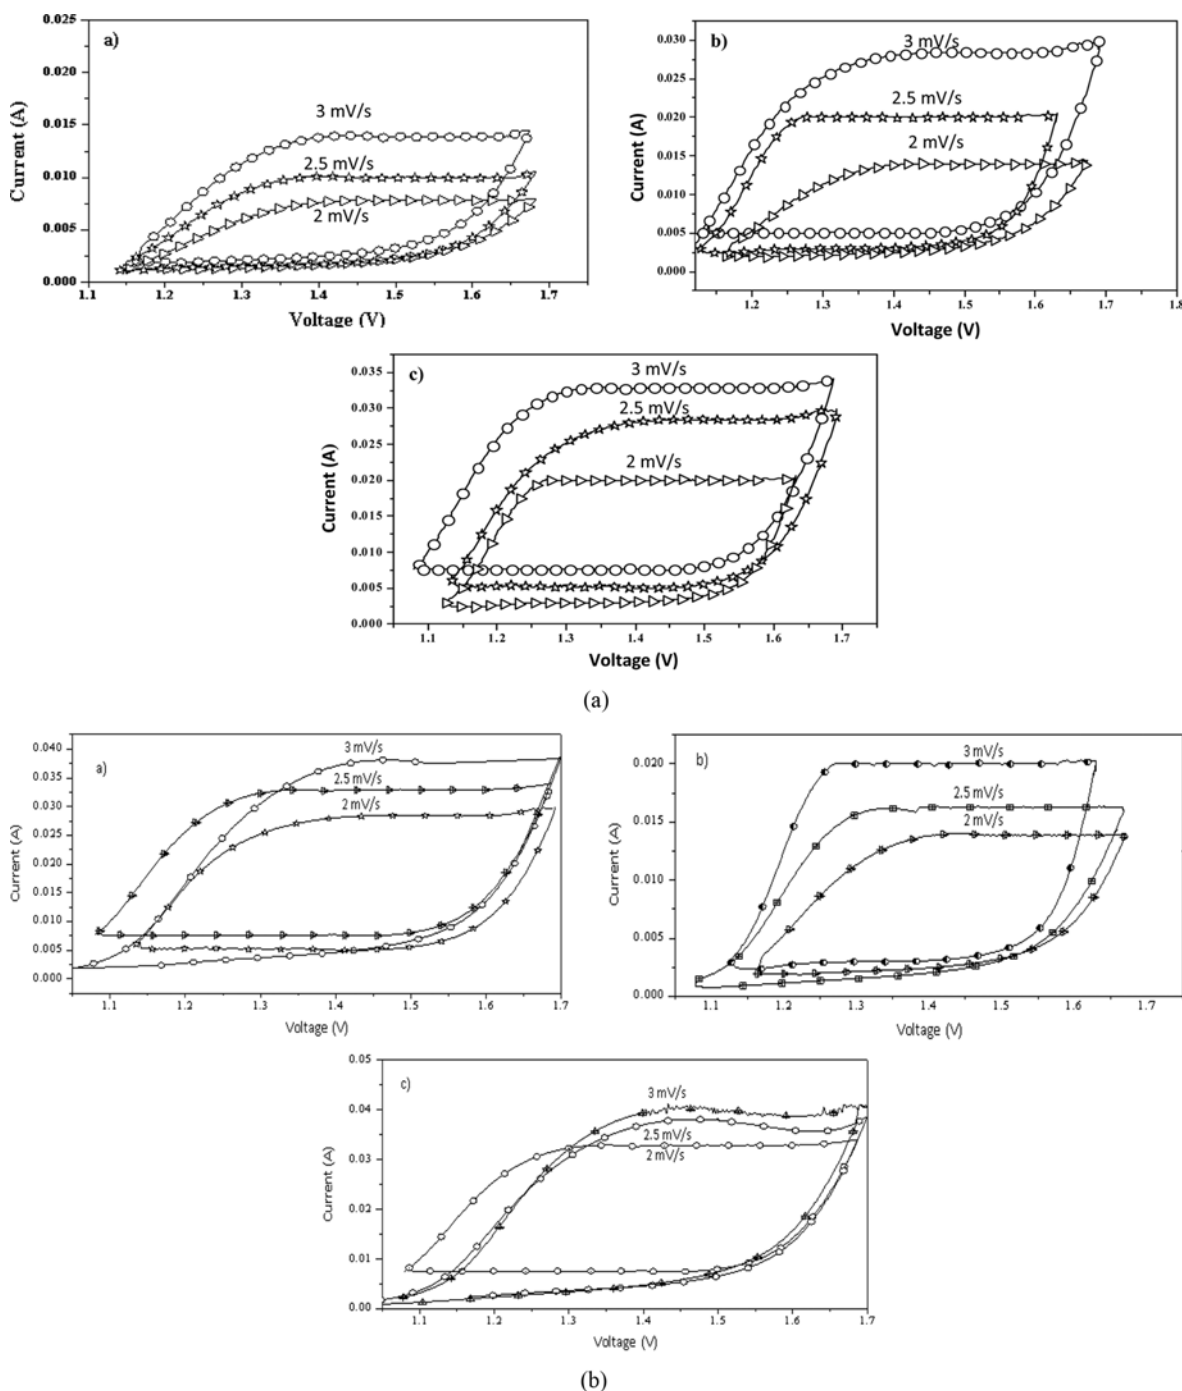 a)
0.025
0.020
0.015
0.010
0.005
0.000
Current (A)
3 mV/s
2.5 mV/s
2 mV/s
1.1 1.2 1.3 1.4 1.5 1.6 1.7
Voltage (V)
b)
0.030
0.025
0.020
0.015
0.010
0.005
0.000
Current (A)
3 mV/s
2.5 mV/s
2 mV/s
1.2 1.3 1.4 1.5 1.6 1.7 1.8
Voltage (V)
c)
0.035
0.030
0.025
0.020
0.015
0.010
0.005
0.000
Current (A)
3 mV/s
2.5 mV/s
2 mV/s
1.1 1.2 1.3 1.4 1.5 1.6 1.7
Voltage (V)
(a)
a)
0.040
0.035
0.030
0.025
0.020
0.015
0.010
0.005
0.000
Current (A)
3 mV/s
2.5 mV/s
2 mV/s
1.1 1.2 1.3 1.4 1.5 1.6 1.7
Voltage (V)
b)
0.020
0.015
0.010
0.005
0.000
Current (A)
3 mV/s
2.5 mV/s
2 mV/s
1.1 1.2 1.3 1.4 1.5 1.6 1.7
Voltage (V)
c)
0.05
0.04
0.03
0.02
0.01
0.00
Current (A)
3 mV/s
2.5 mV/s
2 mV/s
1.1 1.2 1.3 1.4 1.5 1.6 1.7
Voltage (V)
(b)